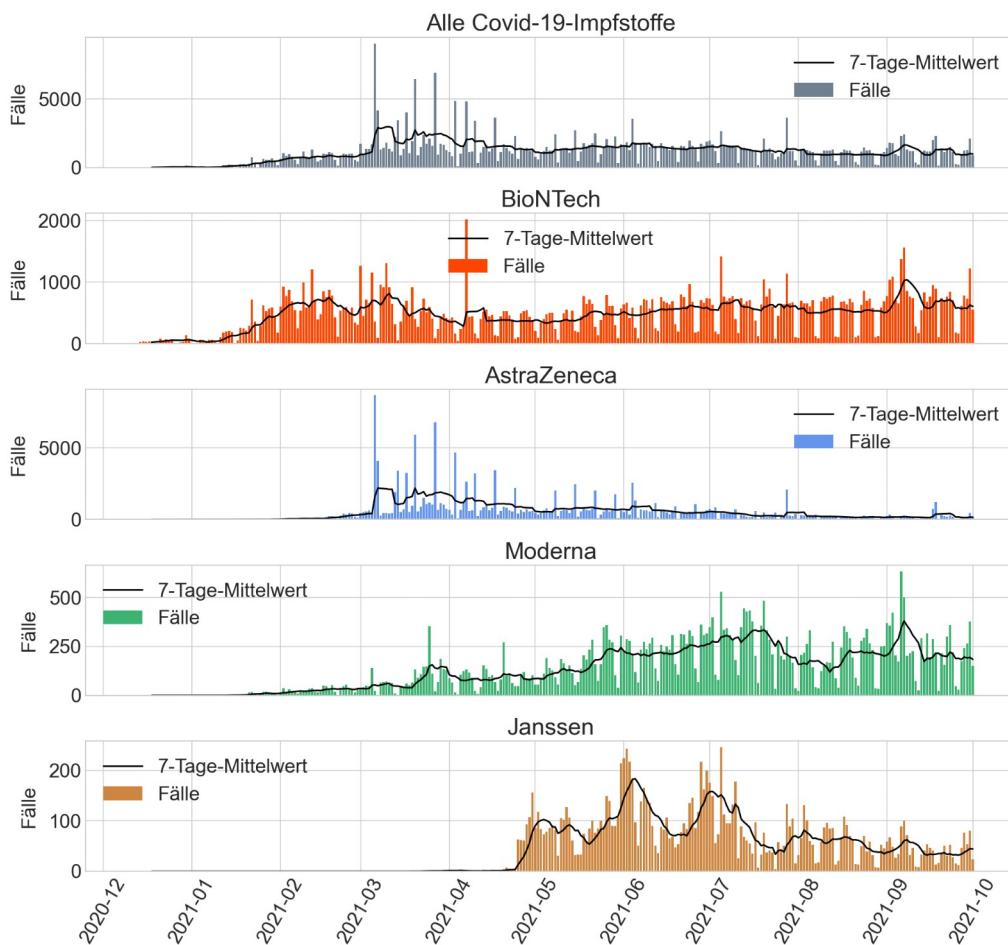 Alle Covid-19-Impfstoffe
Fälle
5000
0
7-Tage-Mittelwert
Fälle
BioNTech
Fälle
2000
1000
0
7-Tage-Mittelwert
Fälle
AstraZeneca
Fälle
5000
0
7-Tage-Mittelwert
Fälle
Moderna
Fälle
500
250
0
7-Tage-Mittelwert
Fälle
Janssen
Fälle
200
100
0
7-Tage-Mittelwert
Fälle
2020-12
2021-01
2021-02
2021-03
2021-04
2021-05
2021-06
2021-07
2021-08
2021-09
2021-10